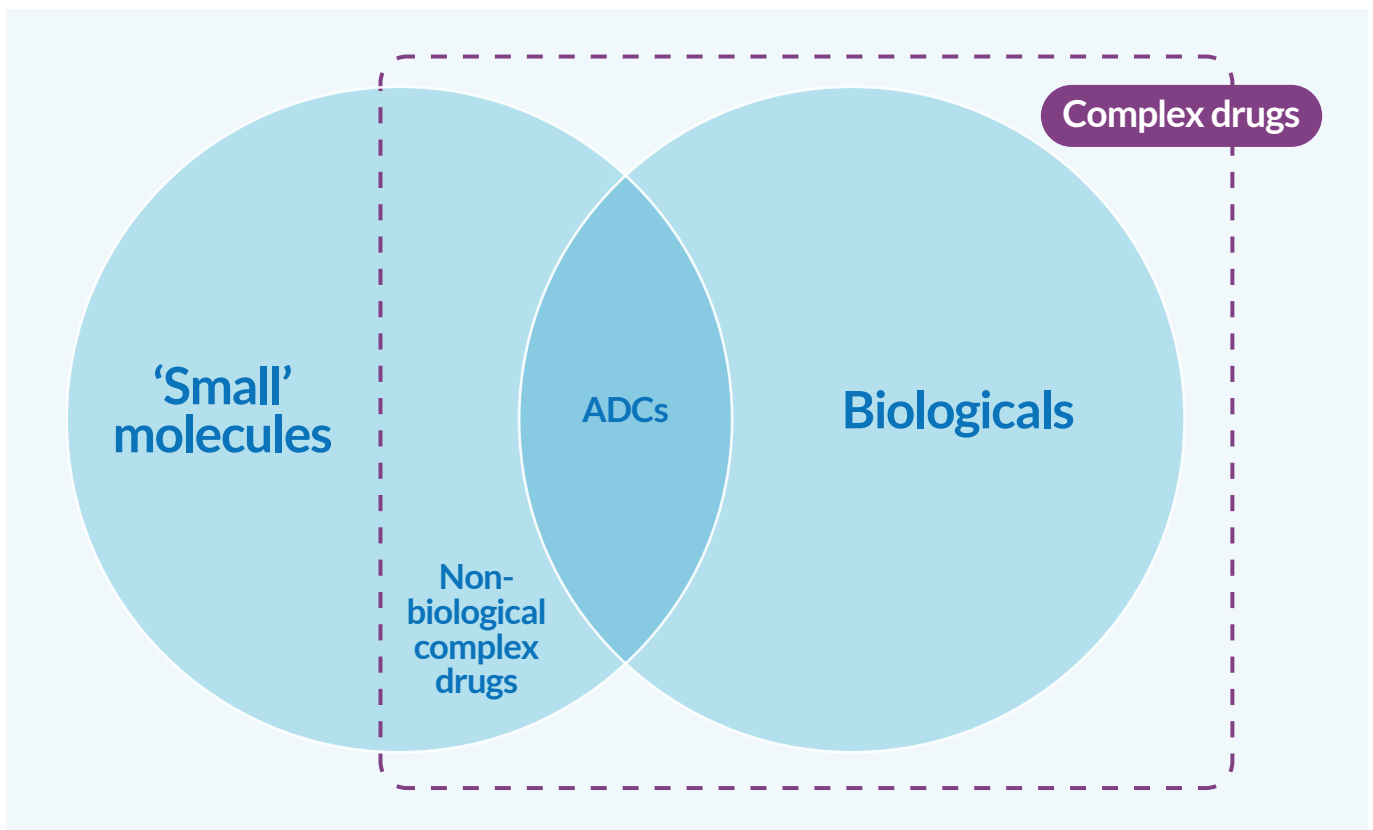 Complex drugs
‘Small’
molecules
ADCs
Biologicals
Non-
biological
complex
drugs